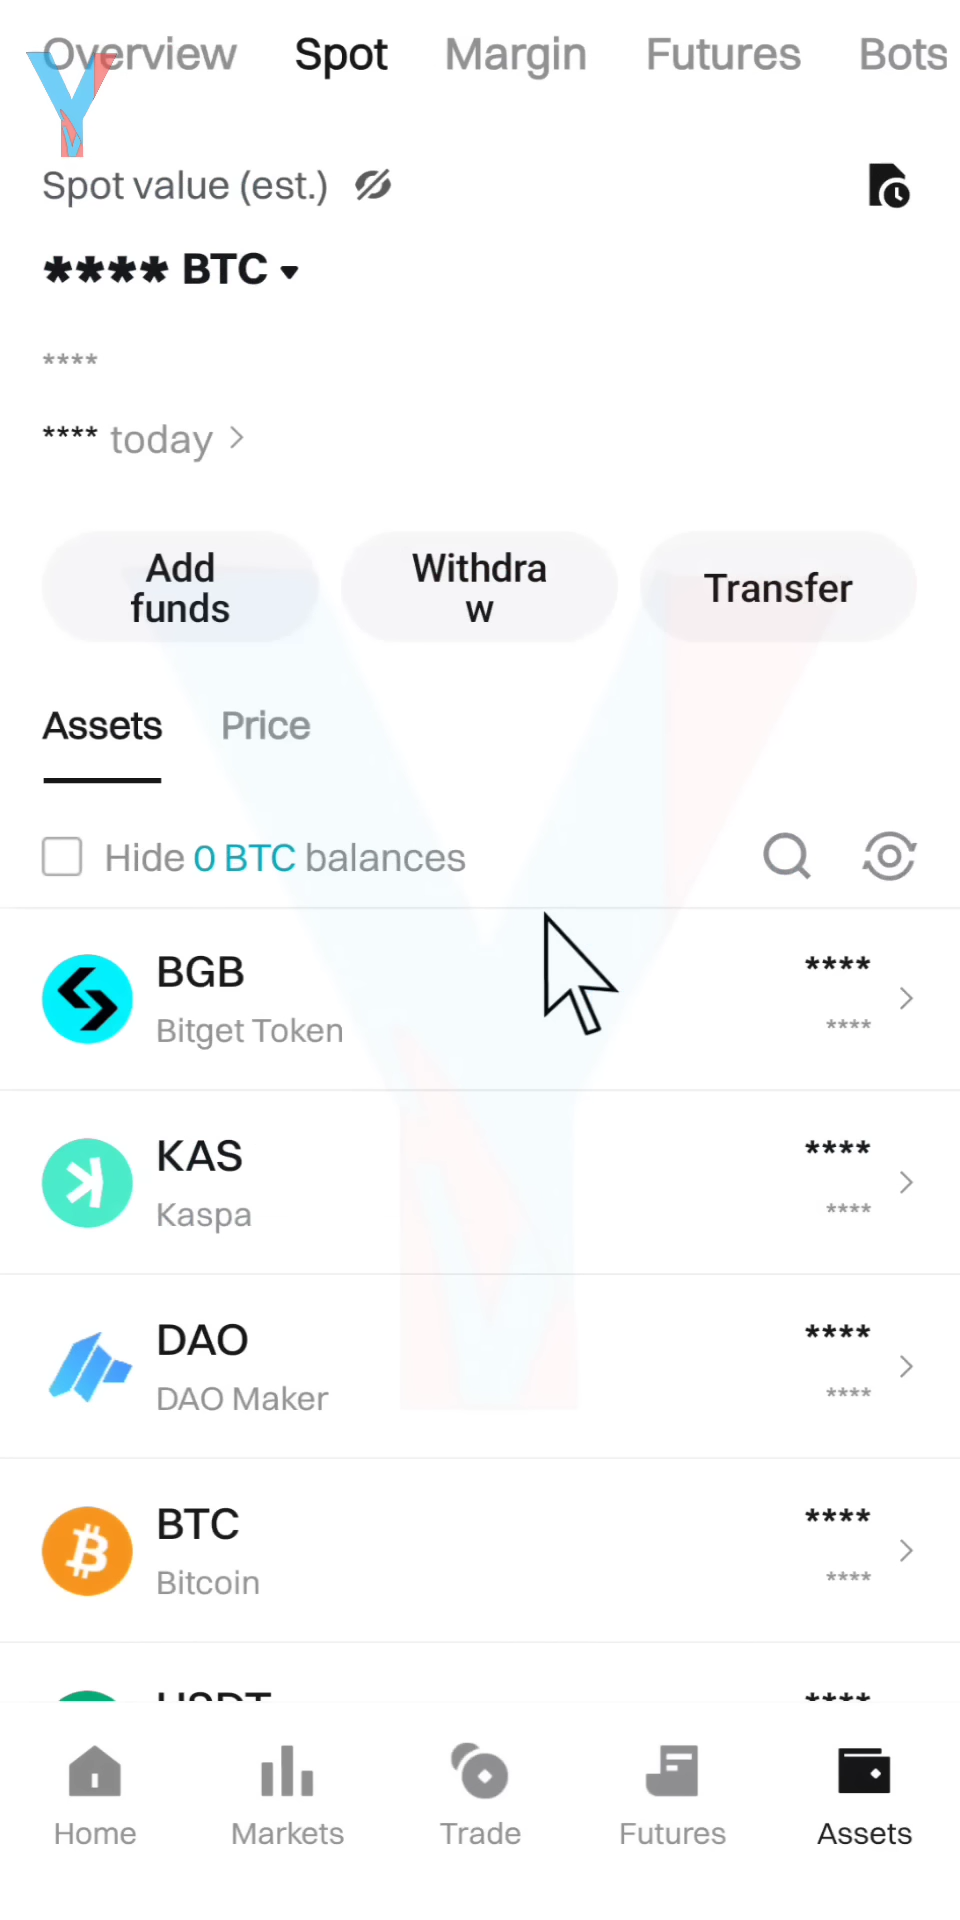 Overview Spot Margin Futures Bots
Spot value (est.)
**** BTC
****
**** today >
Add
funds
Withdra
w
Transfer
Assets Price
Hide 0 BTC balances
BGB ****
Bitget Token ****
KAS ****
Kaspa ****
DAO ****
DAO Maker ****
BTC ****
Bitcoin ****
USDT ****
Home Markets Trade Futures Assets